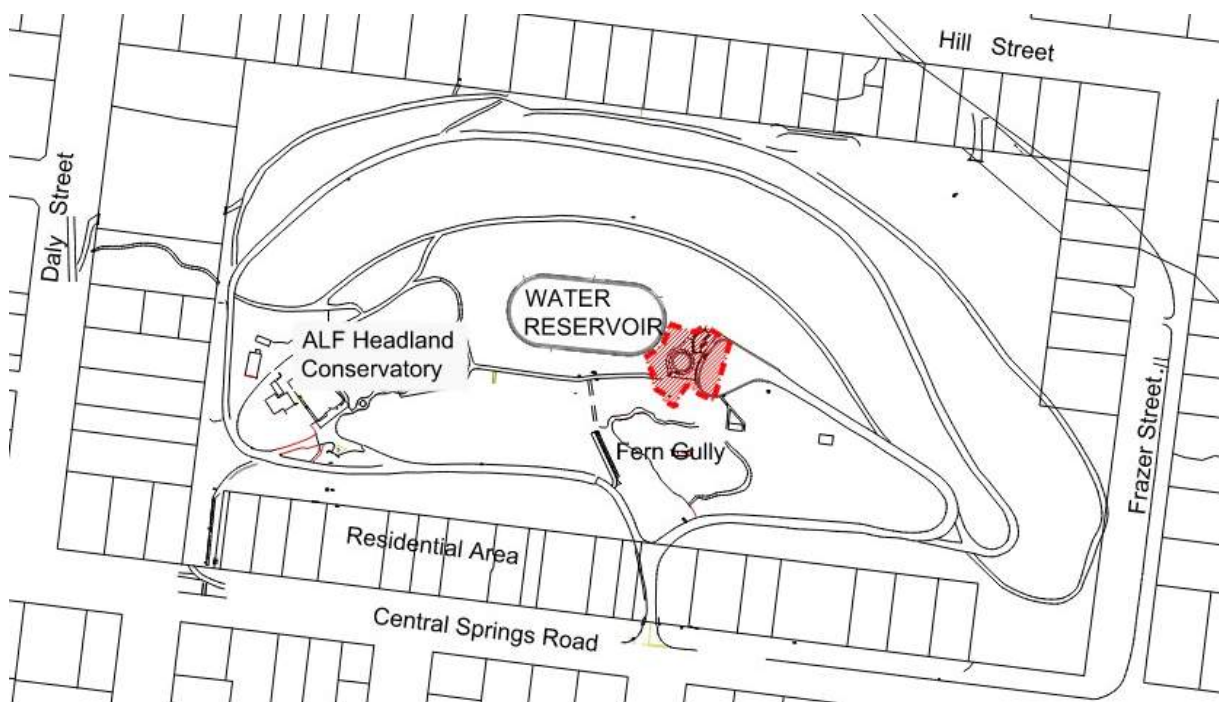 Hill Street
Daly Street
WATER
RESERVOIR
ALF Headland
Conservatory
Frazer Street
Fern Gully
Residential Area
Central Springs Road